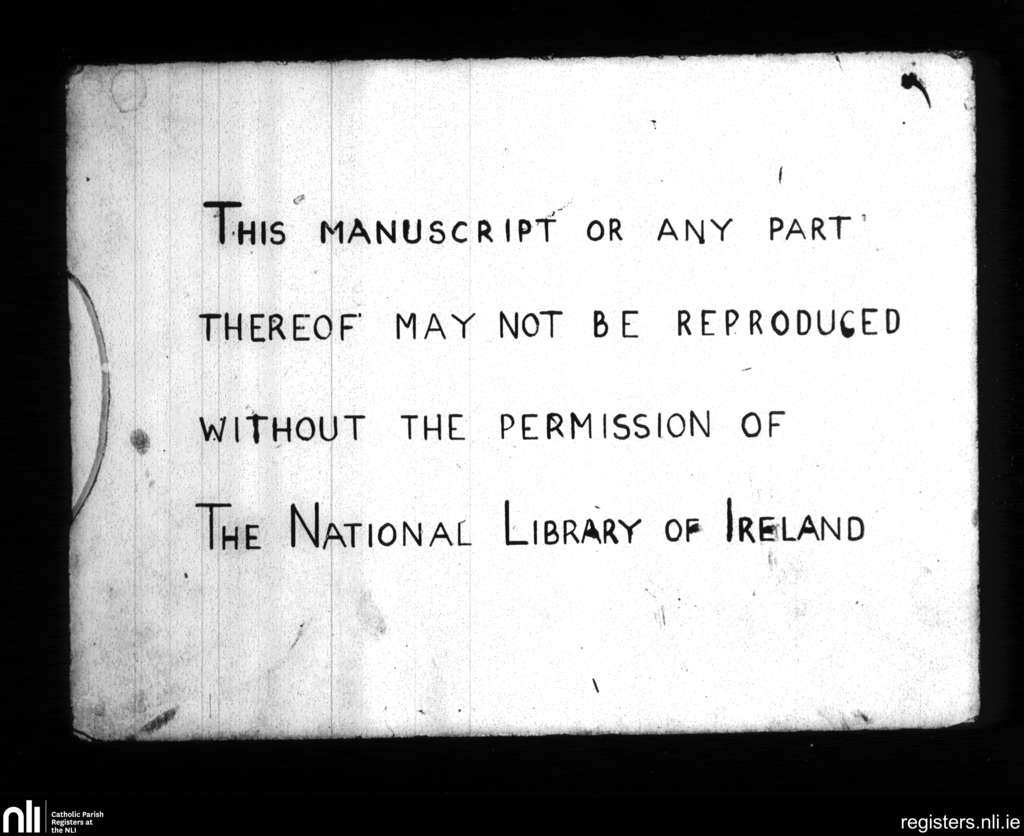 THIS MANUSCRIPT OR ANY PART
THEREOF MAY NOT BE REPRODUCED
WITHOUT THE PERMISSION OF
THE NATIONAL LIBRARY OF IRELAND
nli
Catholic Parish
Registers at
the NLI
registers.nli.ie